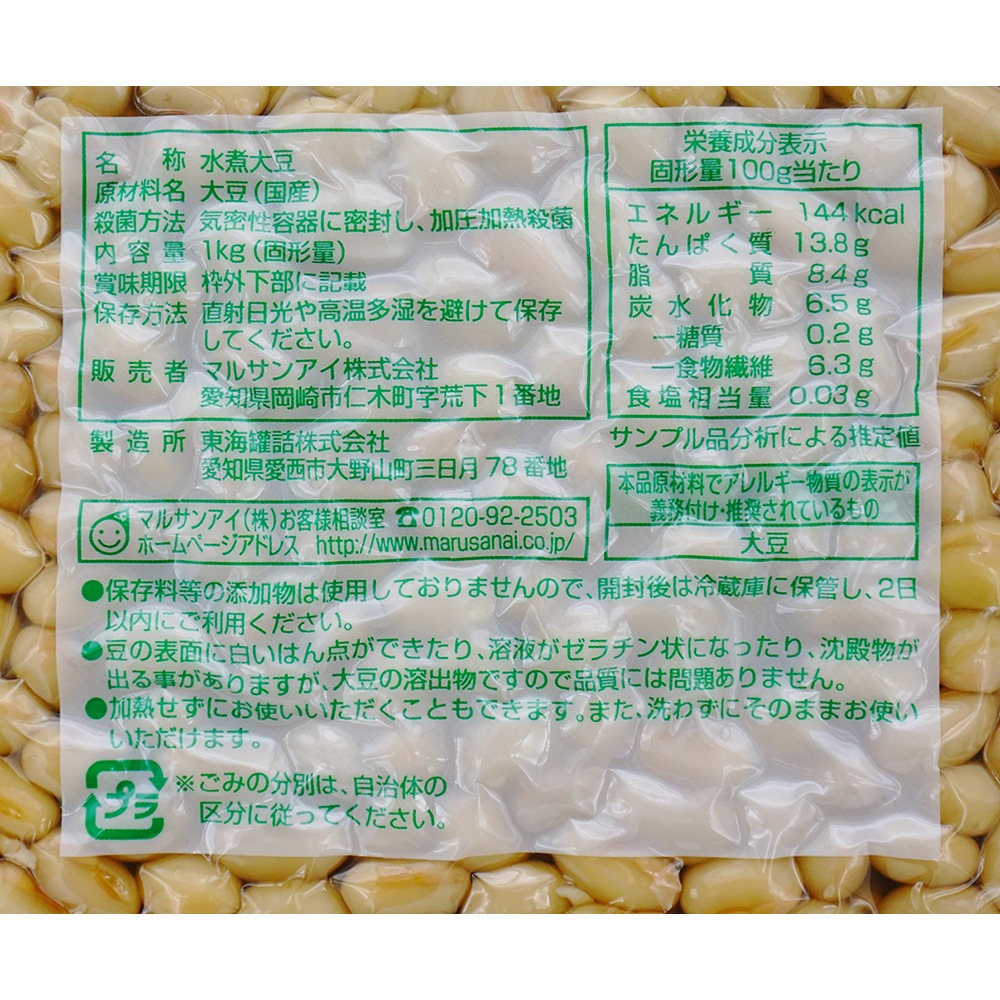 名称 水煮大豆
原材料名 大豆(国産)
殺菌方法 気密性容器に密封し、加圧加熱殺菌
内容量 1kg(固形量)
賞味期限 枠外下部に記載
保存方法 直射日光や高温多湿を避けて保存
してください。
販売者 マルサンアイ株式会社
愛知県岡崎市仁木町字荒下1番地
製造所 東海罐詰株式会社
愛知県愛西市大野山町三日月78番地
マルサンアイ(株)お客様相談室 ☎0120-92-2503
ホームページアドレス http://www.marusanai.co.jp/
栄養成分表示
固形量100g当たり
エネルギー 144kcal
たんぱく質 13.8g
脂質 8.4g
炭水化物 6.5g
ー糖質 0.2g
ー食物繊維 6.3g
食塩相当量 0.03g
サンプル品分析による推定値
本品原材料でアレルギー物質の表示が
義務付け・推奨されているもの
大豆
●保存料等の添加物は使用しておりませんので、開封後は冷蔵庫に保管し、2日
以内にご利用ください。
●豆の表面に白いはん点ができたり、溶液がゼラチン状になったり、沈殿物が
出る事がありますが、大豆の溶出物ですので品質には問題ありません。
●加熱せずにお使いいただくこともできます。また、洗わずにそのままお使い
いただけます。
プラ
※ごみの分別は、自治体の
区分に従ってください。